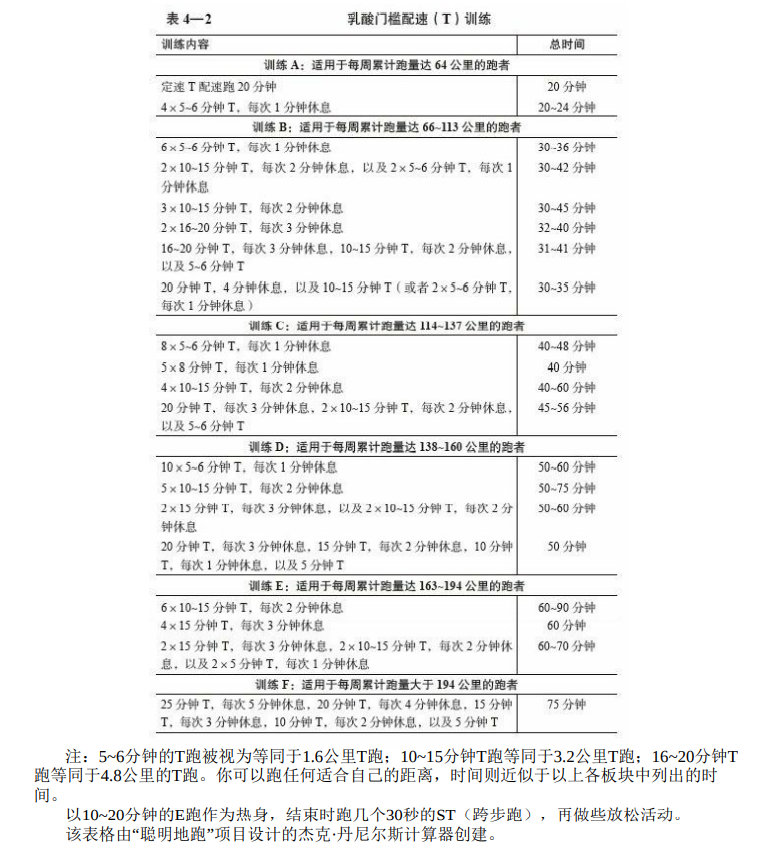 表 4—2 乳酸门槛配速（T）训练
训练内容 总时间
训练 A：适用于每周累计跑量达 64 公里的跑者
定速 T 配速跑 20 分钟 20 分钟
4 × 5~6 分钟 T，每次 1 分钟休息 20~24 分钟
训练 B：适用于每周累计跑量达 66~113 公里的跑者
6 × 5~6 分钟 T，每次 1 分钟休息 30~36 分钟
2 × 10~15 分钟 T，每次 2 分钟休息，以及 2 × 5~6 分钟 T，每次 1 30~42 分钟
分钟休息
3 × 10~15 分钟 T，每次 2 分钟休息 30~45 分钟
2 × 16~20 分钟 T，每次 3 分钟休息 32~40 分钟
16~20 分钟 T，每次 3 分钟休息，10~15 分钟 T，每次 2 分钟休息， 31~41 分钟
以及 5~6 分钟 T
20 分钟 T，4 分钟休息，以及 10~15 分钟 T（或者 2 × 5~6 分钟 T， 30~35 分钟
每次 1 分钟休息）
训练 C：适用于每周累计跑量达 114~137 公里的跑者
8 × 5~6 分钟 T，每次 1 分钟休息 40~48 分钟
5 × 8 分钟 T，每次 1 分钟休息 40 分钟
4 × 10~15 分钟 T，每次 2 分钟休息 40~60 分钟
20 分钟 T，每次 3 分钟休息，2 × 10~15 分钟 T，每次 2 分钟休息， 45~56 分钟
以及 5~6 分钟 T
训练 D：适用于每周累计跑量达 138~160 公里的跑者
10 × 5~6 分钟 T，每次 1 分钟休息 50~60 分钟
5 × 10~15 分钟 T，每次 2 分钟休息 50~75 分钟
2 × 15 分钟 T，每次 3 分钟休息，以及 2 × 10~15 分钟 T，每次 2 分 50~60 分钟
钟休息
20 分钟 T，每次 3 分钟休息，15 分钟 T，每次 2 分钟休息，10 分钟 50 分钟
T，每次 1 分钟休息，以及 5 分钟 T
训练 E：适用于每周累计跑量达 163~194 公里的跑者
6 × 10~15 分钟 T，每次 2 分钟休息 60~90 分钟
4 × 15 分钟 T，每次 3 分钟休息 60 分钟
2 × 15 分钟 T，每次 3 分钟休息，2 × 10~15 分钟 T，每次 2 分钟休 60~70 分钟
息，以及 2 × 5 分钟 T，每次 1 分钟休息
训练 F：适用于每周累计跑量大于 194 公里的跑者
25 分钟 T，每次 5 分钟休息，20 分钟 T，每次 4 分钟休息，15 分钟 75 分钟
T，每次 3 分钟休息，10 分钟 T，每次 2 分钟休息，以及 5 分钟 T
注：5~6分钟的T跑被视为等同于1.6公里T跑；10~15分钟T跑等同于3.2公里T跑；16~20分钟T
跑等同于4.8公里的T跑。你可以跑任何适合自己的距离，时间则近似于以上各板块中列出的时
间。
以10~20分钟的E跑作为热身，结束时跑几个30秒的ST（跨步跑），再做些放松活动。
该表格由“聪明地跑”项目设计的杰克·丹尼尔斯计算器创建。